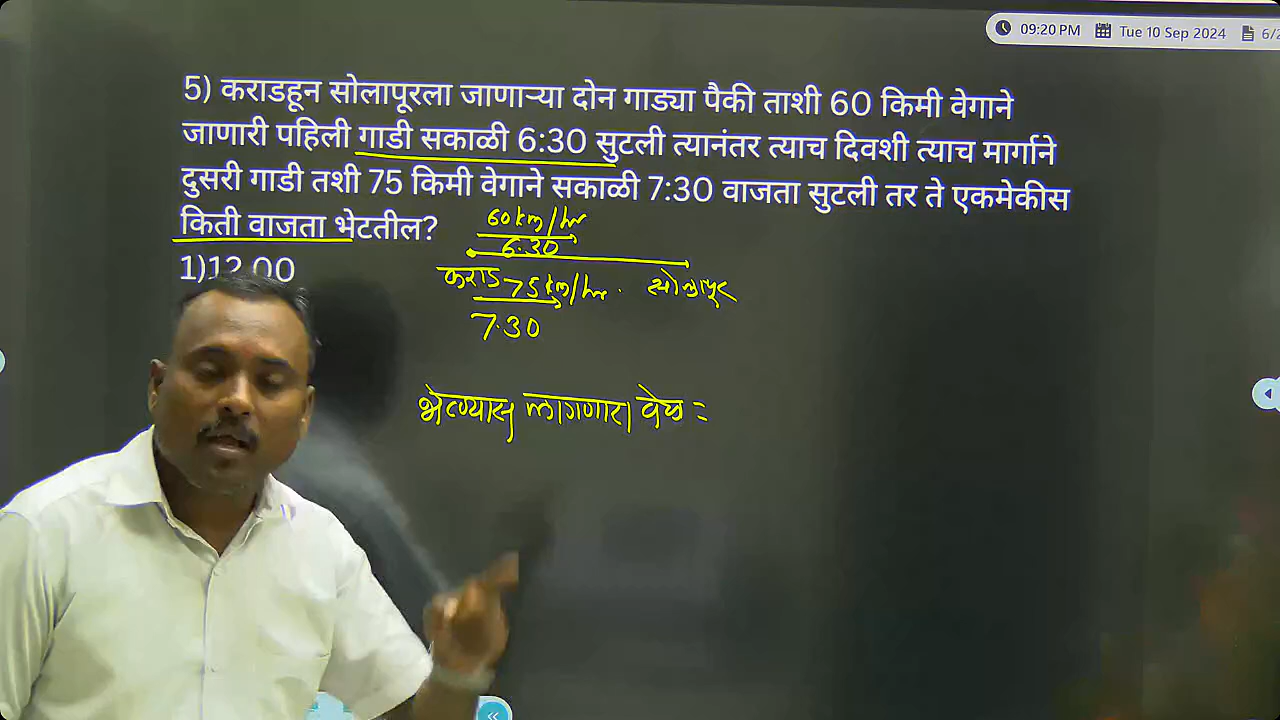 09:20 PM Tue 10 Sep 2024 6/2
5) कराडहून सोलापूरला जाणाऱ्या दोन गाड्या पैकी ताशी 60 किमी वेगाने
जाणारी पहिली गाडी सकाळी 6:30 सुटली त्यानंतर त्याच दिवशी त्याच मार्गाने
दुसरी गाडी तशी 75 किमी वेगाने सकाळी 7:30 वाजता सुटली तर ते एकमेकीस
किती वाजता भेटतील?
60 km/hr
6.30
1)12.00
कराड 75 km/hr. सोलापूर
7.30
भेटण्यास लागणारा वेळ =